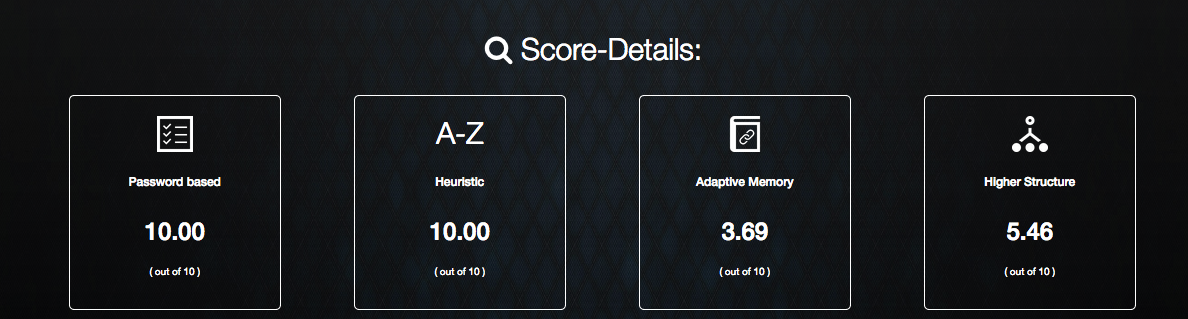 Score-Details:
Password based
10.00
( out of 10 )
A-Z
Heuristic
10.00
( out of 10 )
Adaptive Memory
3.69
( out of 10 )
Higher Structure
5.46
( out of 10 )